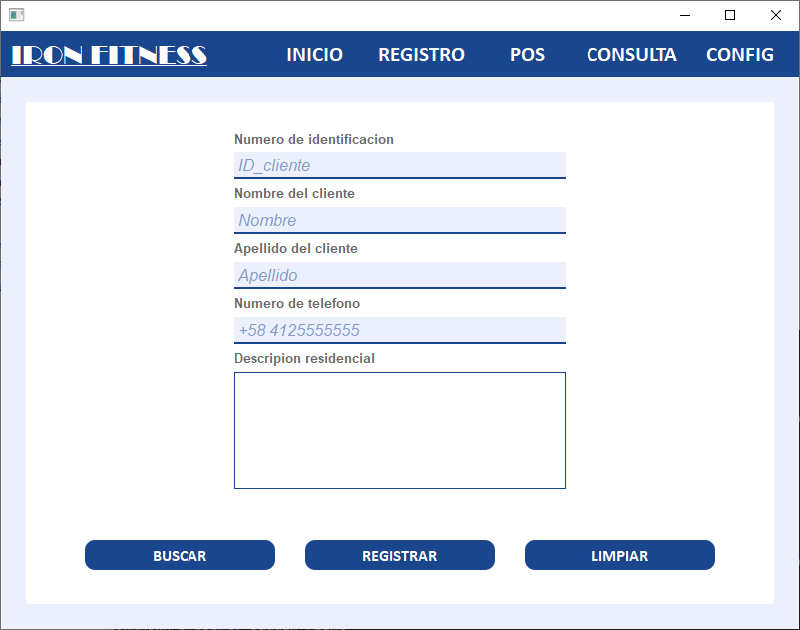 IRON FITNESS INICIO REGISTRO POS CONSULTA CONFIG
Numero de identificacion
ID_cliente
Nombre del cliente
Nombre
Apellido del cliente
Apellido
Numero de telefono
+58 4125555555
Descripion residencial
BUSCAR REGISTRAR LIMPIAR